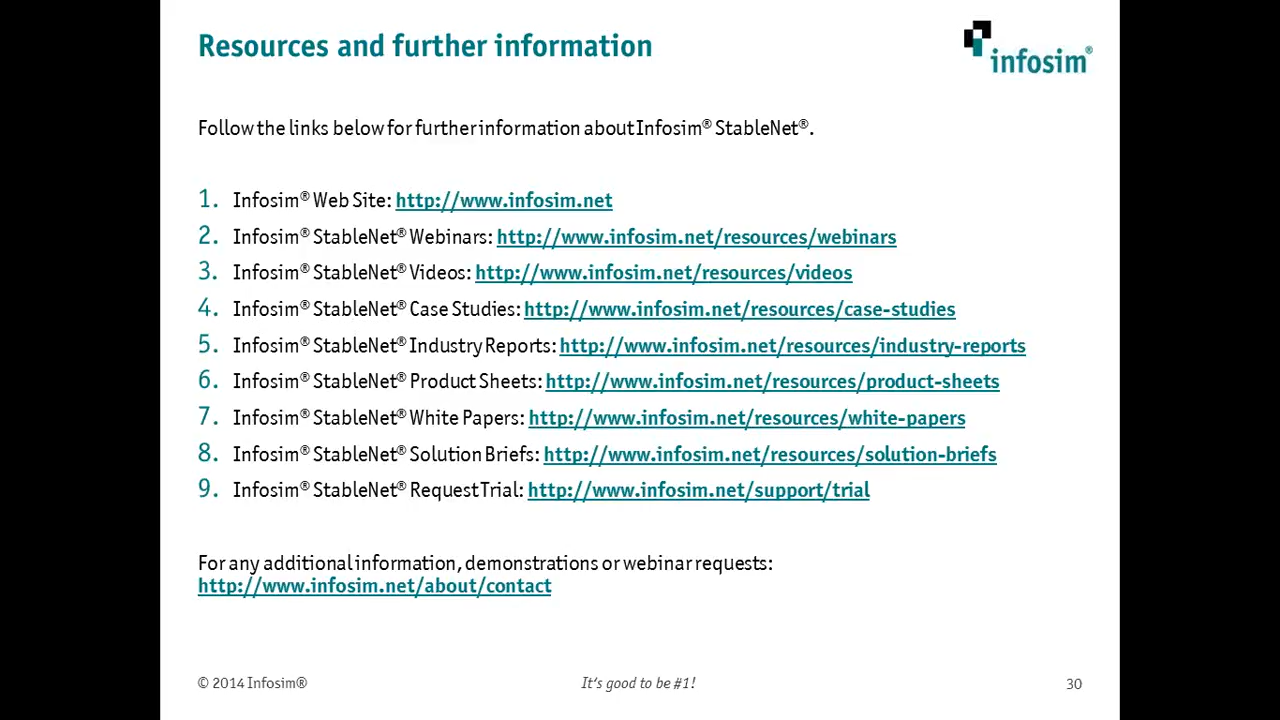 Resources and further information
infosim®
Follow the links below for further information about Infosim® StableNet®.
1. Infosim® Web Site: http://www.infosim.net
2. Infosim® StableNet® Webinars: http://www.infosim.net/resources/webinars
3. Infosim® StableNet® Videos: http://www.infosim.net/resources/videos
4. Infosim® StableNet® Case Studies: http://www.infosim.net/resources/case-studies
5. Infosim® StableNet® Industry Reports: http://www.infosim.net/resources/industry-reports
6. Infosim® StableNet® Product Sheets: http://www.infosim.net/resources/product-sheets
7. Infosim® StableNet® White Papers: http://www.infosim.net/resources/white-papers
8. Infosim® StableNet® Solution Briefs: http://www.infosim.net/resources/solution-briefs
9. Infosim® StableNet® Request Trial: http://www.infosim.net/support/trial
For any additional information, demonstrations or webinar requests:
http://www.infosim.net/about/contact
© 2014 Infosim®
It's good to be #1!
30